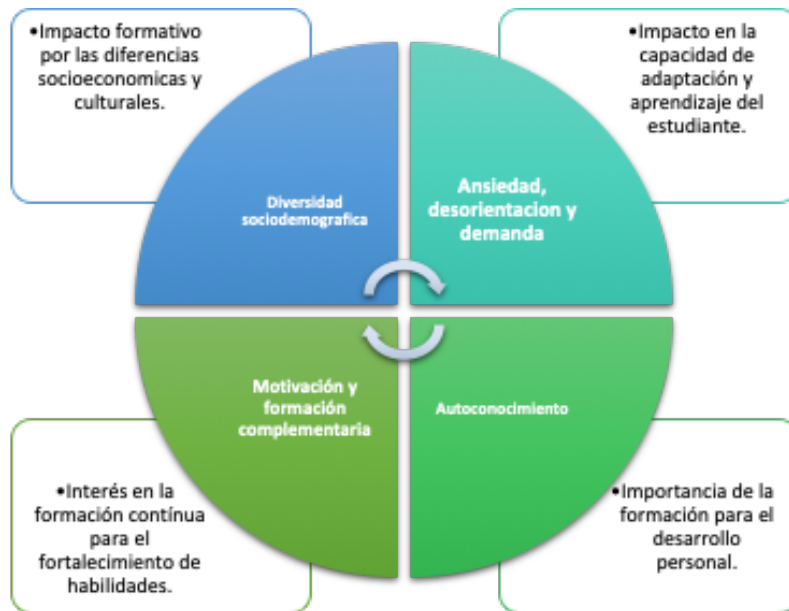 •Impacto formativo
por las diferencias
socioeconomicas y
culturales.
•Impacto en la
capacidad de
adaptación y
aprendizaje del
estudiante.
Diversidad
sociodemografica
Ansiedad,
desorientacion y
demanda
Motivación y
formación
complementaria
Autoconocimiento
•Interés en la
formación contínua
para el
fortalecimiento de
habilidades.
•Importancia de la
formación para el
desarrollo
personal.